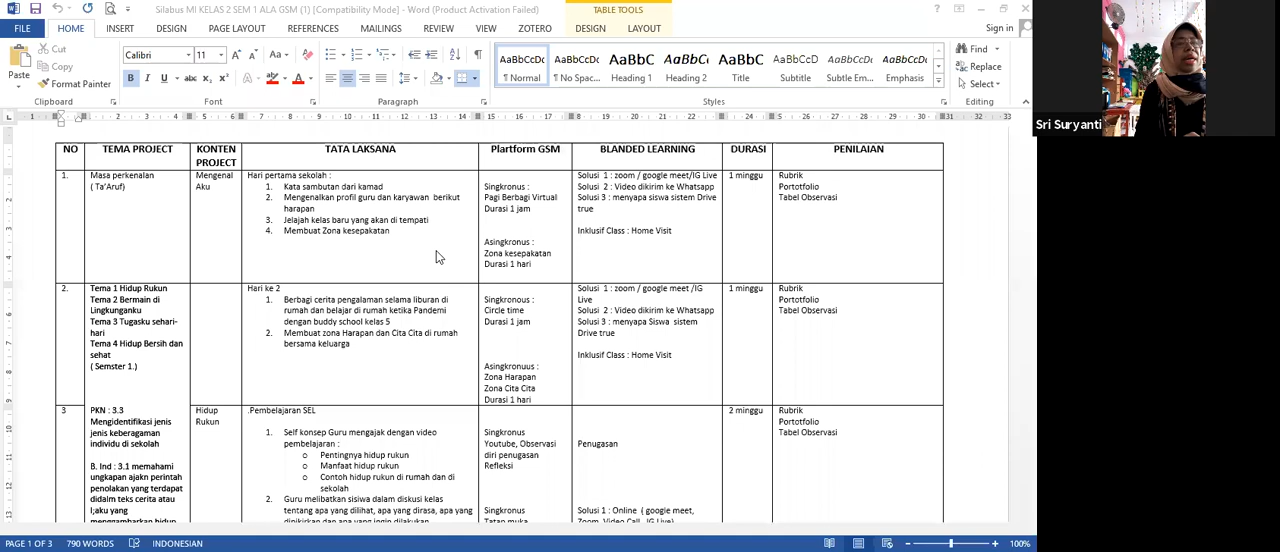 Silabus MI KELAS 2 SEM 1 ALA GSM (1) [Compatibility Mode] - Word (Product Activation Failed)
TABLE TOOLS
FILE HOME INSERT DESIGN PAGE LAYOUT REFERENCES MAILINGS REVIEW VIEW ZOTERO DESIGN LAYOUT
Sign in
Paste
Cut
Copy
Format Painter
Clipboard
Calibri 11
Font
Paragraph
AaBbCcDc AaBbCcDc AaBbC AaBbCc AaBbC AaBbCcD AaBbCcDc AaBbCcDc
¶ Normal ¶ No Spac... Heading 1 Heading 2 Title Subtitle Subtle Em... Emphasis
Styles
Find
Replace
Select
Editing
Sri Suryanti
NO TEMA PROJECT KONTEN PROJECT TATA LAKSANA Plartform GSM BLANDED LEARNING DURASI PENILAIAN
1.
Masa perkenalan
( Ta'Aruf)
Mengenal
Aku
Hari pertama sekolah :
1. Kata sambutan dari kamad
2. Mengenalkan profil guru dan karyawan berikut
harapan
3. Jelajah kelas baru yang akan di tempati
4. Membuat Zona kesepakatan
Singkronus :
Pagi Berbagi Virtual
Durasi 1 jam
Asingkronus :
Zona kesepakatan
Durasi 1 hari
Solusi 1 : zoom / google meet/IG Live
Solusi 2 : Video dikirim ke Whatsapp
Solusi 3 : menyapa siswa sistem Drive
true
Inklusif Class : Home Visit
1 minggu
Rubrik
Portotfolio
Tabel Observasi
2.
Tema 1 Hidup Rukun
Tema 2 Bermain di
Lingkunganku
Tema 3 Tugasku sehari-
hari
Tema 4 Hidup Bersih dan
sehat
( Semster 1.)
Hari ke 2
1. Berbagi cerita pengalaman selama liburan di
rumah dan belajar di rumah ketika Pandemi
dengan buddy school kelas 5
2. Membuat zona Harapan dan Cita Cita di rumah
bersama keluarga
Singkronous :
Circle time
Durasi 1 jam
Asingkronuus :
Zona Harapan
Zona Cita Cita
Durasi 1 hari
Solusi 1 : zoom / google meet /IG
Live
Solusi 2 : Video dikirim ke Whatsapp
Solusi 3 : menyapa Siswa sistem
Drive true
Inklusif Class : Home Visit
1 minggu
Rubrik
Portotfolio
Tabel Observasi
3
PKN : 3.3
Mengidentifikasi jenis
jenis keberagaman
individu di sekolah
B. Ind : 3.1 memahami
ungkapan ajakn perintah
penolakan yang terdapat
didalm teks cerita atau
l;aku yang
menggambarkan hidup
Hidup
Rukun
.Pembelajaran SEL
1. Self konsep Guru mengajak dengan video
pembelajaran :
o Pentingnya hidup rukun
o Manfaat hidup rukun
o Contoh hidup rukun di rumah dan di
sekolah
2. Guru melibatkan sisiwa dalam diskusi kelas
tentang apa yang dilihat, apa yang dirasa, apa yang
dipikirkan dan apa yang ingin dilakukan
Singkronus
Youtube, Observasi
diri penugasan
Refleksi
Singkronus
Tatap muka
Penugasan
Solusi 1 : Online ( google meet,
Zoom, Video Call , IG Live)
2 minggu
Rubrik
Portotfolio
Tabel Observasi
PAGE 1 OF 3 790 WORDS INDONESIAN 100%